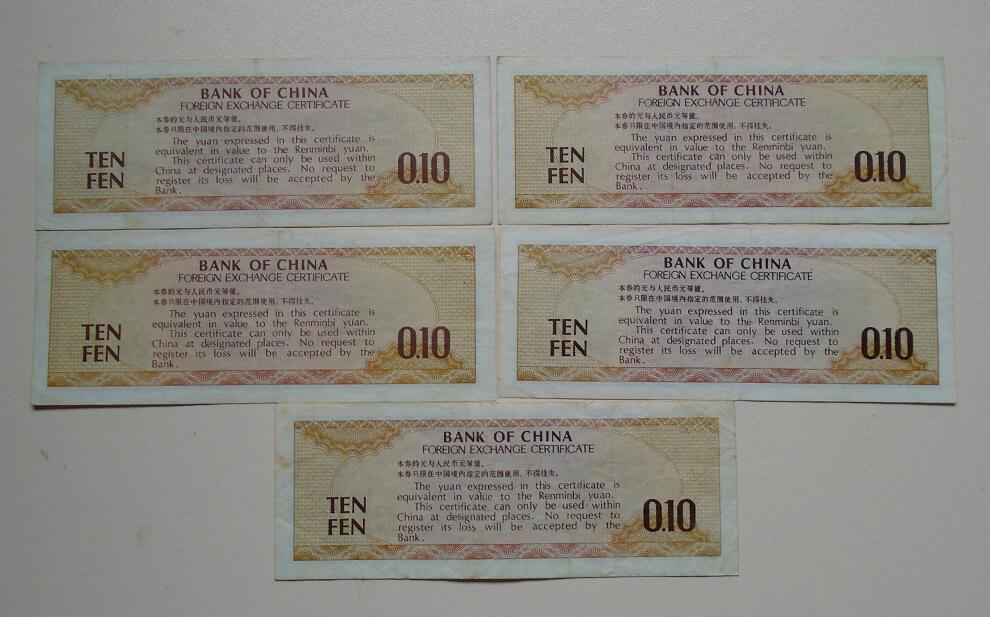 BANK OF CHINA
FOREIGN EXCHANGE CERTIFICATE
本券的元与人民币元等值。
本券只限在中国境内指定的范围使用，不得挂失。
The yuan expressed in this certificate is
equivalent in value to the Renminbi yuan.
This certificate can only be used within
China at designated places. No request to
register its loss will be accepted by the
Bank.
TEN
FEN
0.10
BANK OF CHINA
FOREIGN EXCHANGE CERTIFICATE
本券的元与人民币元等值。
本券只限在中国境内指定的范围使用，不得挂失。
The yuan expressed in this certificate is
equivalent in value to the Renminbi yuan.
This certificate can only be used within
China at designated places. No request to
register its loss will be accepted by the
Bank.
TEN
FEN
0.10
BANK OF CHINA
FOREIGN EXCHANGE CERTIFICATE
本券的元与人民币元等值。
本券只限在中国境内指定的范围使用，不得挂失。
The yuan expressed in this certificate is
equivalent in value to the Renminbi yuan.
This certificate can only be used within
China at designated places. No request to
register its loss will be accepted by the
Bank.
TEN
FEN
0.10
BANK OF CHINA
FOREIGN EXCHANGE CERTIFICATE
本券的元与人民币元等值。
本券只限在中国境内指定的范围使用，不得挂失。
The yuan expressed in this certificate is
equivalent in value to the Renminbi yuan.
This certificate can only be used within
China at designated places. No request to
register its loss will be accepted by the
Bank.
TEN
FEN
0.10
BANK OF CHINA
FOREIGN EXCHANGE CERTIFICATE
本券的元与人民币元等值。
本券只限在中国境内指定的范围使用，不得挂失。
The yuan expressed in this certificate is
equivalent in value to the Renminbi yuan.
This certificate can only be used within
China at designated places. No request to
register its loss will be accepted by the
Bank.
TEN
FEN
0.10